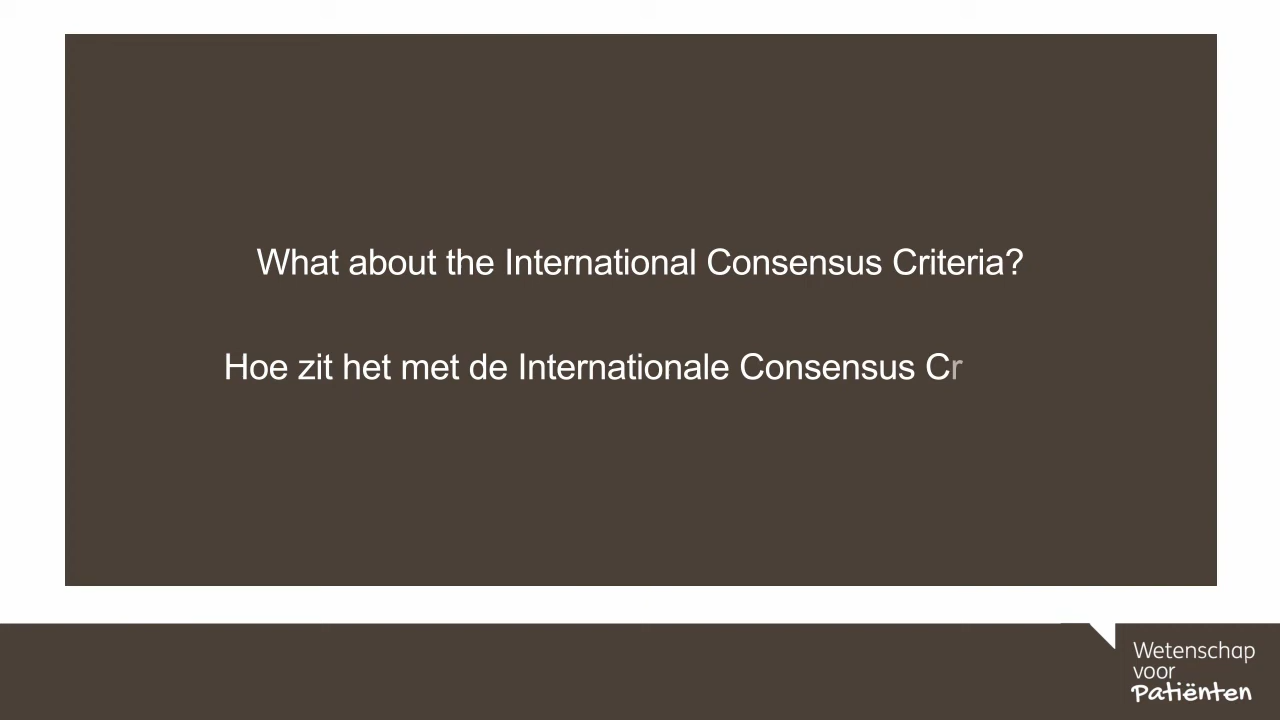 What about the International Consensus Criteria?
Hoe zit het met de Internationale Consensus Cr
Wetenschap
voor
Patiënten